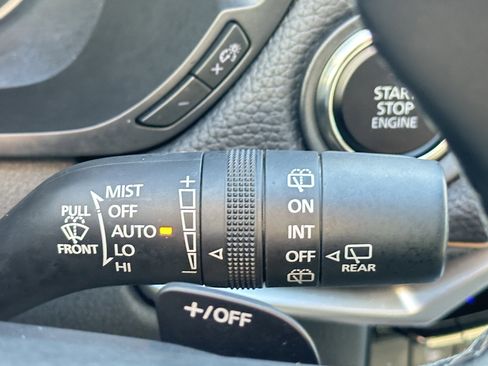 START
STOP
ENGINE
MIST
OFF
AUTO
LO
HI
PULL
FRONT
+
-
ON
INT
OFF
REAR
+/OFF